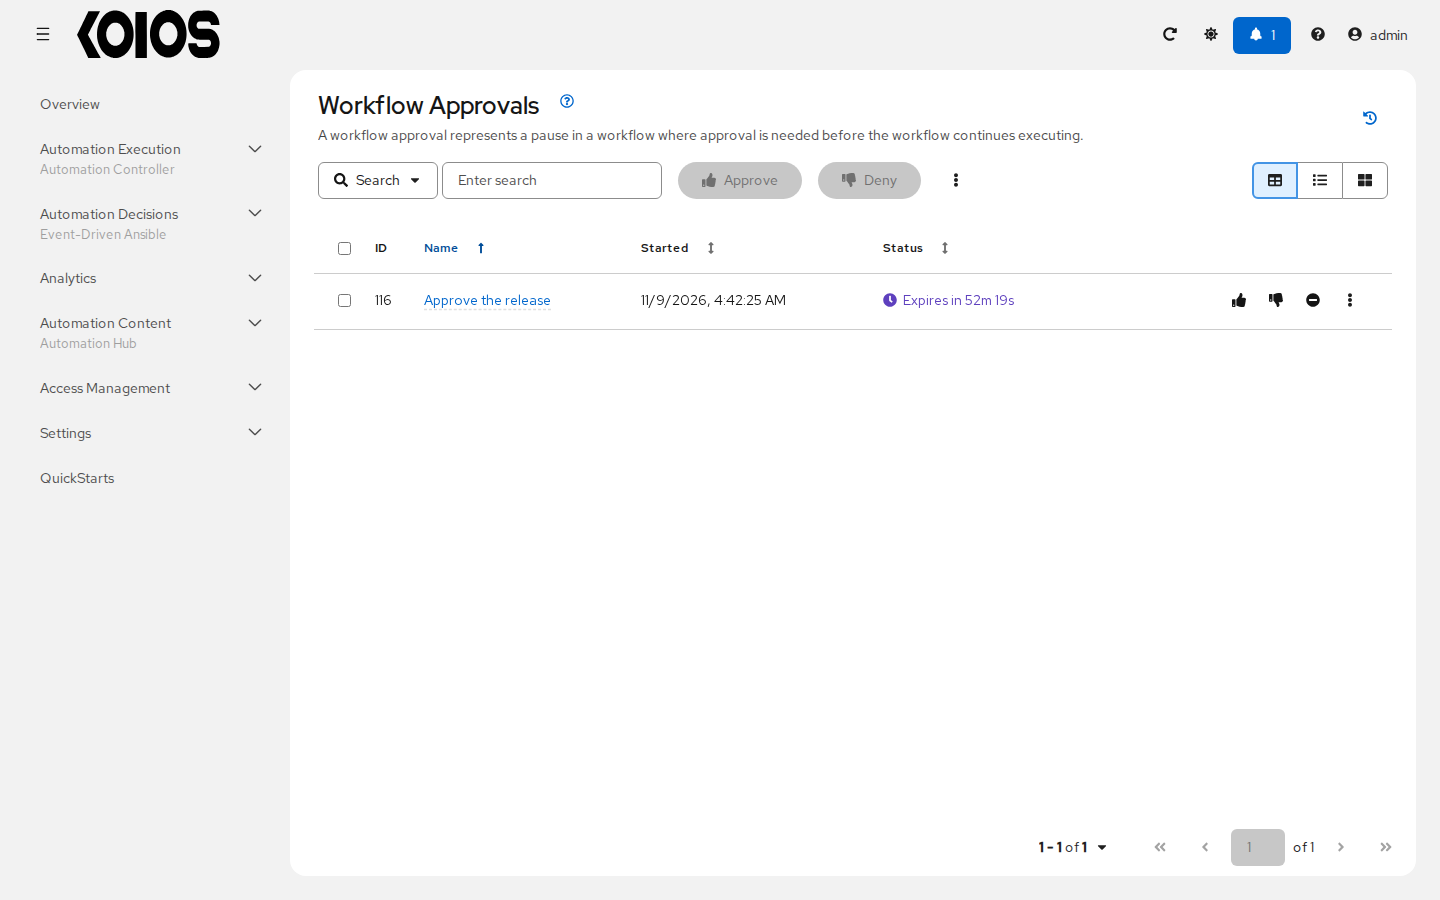 KOIOS
1
admin
Overview
Automation Execution
Automation Controller
Automation Decisions
Event-Driven Ansible
Analytics
Automation Content
Automation Hub
Access Management
Settings
QuickStarts
Workflow Approvals
A workflow approval represents a pause in a workflow where approval is needed before the workflow continues executing.
Search
Enter search
Approve
Deny
ID Name Started Status
116 Approve the release 11/9/2026, 4:42:25 AM Expires in 52m 19s
1 - 1 of 1
1 of 1